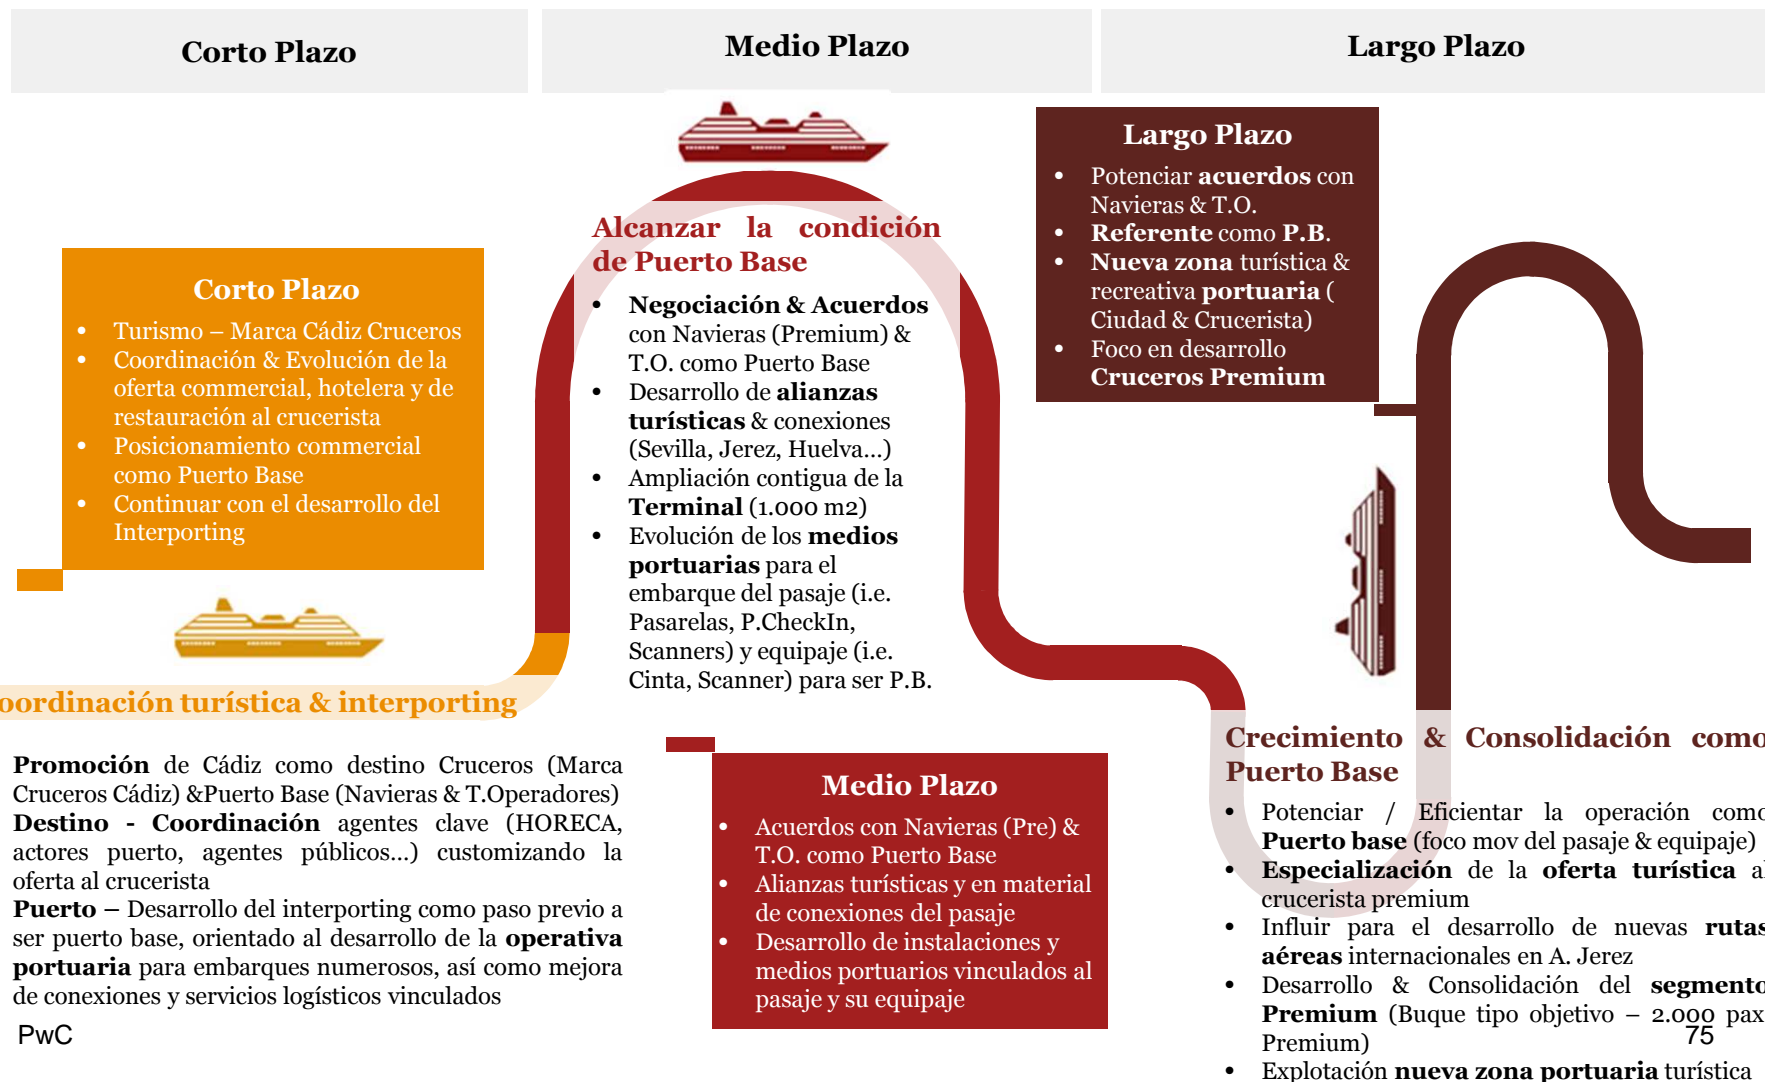 Corto Plazo
Medio Plazo
Largo Plazo
Corto Plazo
• Turismo – Marca Cádiz Cruceros
• Coordinación & Evolución de la
oferta commercial, hotelera y de
restauración al crucerista
• Posicionamiento commercial
como Puerto Base
• Continuar con el desarrollo del
Interporting
oordinación turística & interporting
Promoción de Cádiz como destino Cruceros (Marca
Cruceros Cádiz) &Puerto Base (Navieras & T.Operadores)
Destino - Coordinación agentes clave (HORECA,
actores puerto, agentes públicos...) customizando la
oferta al crucerista
Puerto – Desarrollo del interporting como paso previo a
ser puerto base, orientado al desarrollo de la operativa
portuaria para embarques numerosos, así como mejora
de conexiones y servicios logísticos vinculados
Alcanzar la condición
de Puerto Base
• Negociación & Acuerdos
con Navieras (Premium) &
T.O. como Puerto Base
• Desarrollo de alianzas
turísticas & conexiones
(Sevilla, Jerez, Huelva...)
• Ampliación contigua de la
Terminal (1.000 m2)
• Evolución de los medios
portuarias para el
embarque del pasaje (i.e.
Pasarelas, P.CheckIn,
Scanners) y equipaje (i.e.
Cinta, Scanner) para ser P.B.
Medio Plazo
• Acuerdos con Navieras (Pre) &
T.O. como Puerto Base
• Alianzas turísticas y en material
de conexiones del pasaje
• Desarrollo de instalaciones y
medios portuarios vinculados al
pasaje y su equipaje
Largo Plazo
• Potenciar acuerdos con
Navieras & T.O.
• Referente como P.B.
• Nueva zona turística &
recreativa portuaria (
Ciudad & Crucerista)
• Foco en desarrollo
Cruceros Premium
Crecimiento & Consolidación como
Puerto Base
• Potenciar / Eficientar la operación como
Puerto base (foco mov del pasaje & equipaje)
• Especialización de la oferta turística al
crucerista premium
• Influir para el desarrollo de nuevas rutas
aéreas internacionales en A. Jerez
• Desarrollo & Consolidación del segmento
Premium (Buque tipo objetivo – 2.000 pax
Premium)
• Explotación nueva zona portuaria turística
PwC
75